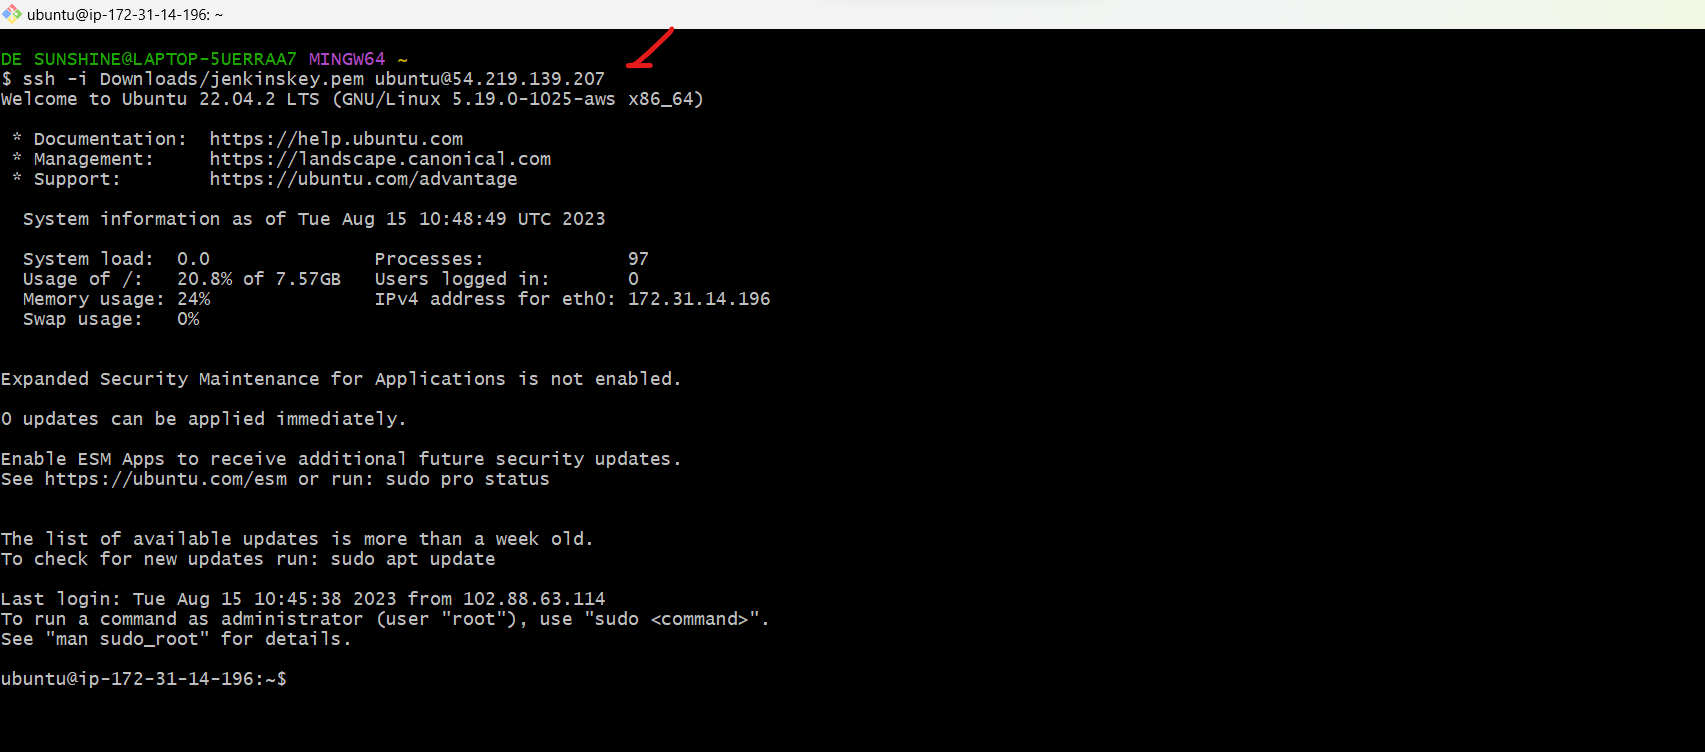 ubuntu@ip-172-31-14-196: ~
DE SUNSHINE@LAPTOP-5UERRAA7 MINGW64 ~
$ ssh -i Downloads/jenkinskey.pem ubuntu@54.219.139.207
Welcome to Ubuntu 22.04.2 LTS (GNU/Linux 5.19.0-1025-aws x86_64)
* Documentation:  https://help.ubuntu.com
* Management:     https://landscape.canonical.com
* Support:        https://ubuntu.com/advantage
System information as of Tue Aug 15 10:48:49 UTC 2023
System load:  0.0               Processes:             97
Usage of /:   20.8% of 7.57GB   Users logged in:       0
Memory usage: 24%               IPv4 address for eth0: 172.31.14.196
Swap usage:   0%
Expanded Security Maintenance for Applications is not enabled.
0 updates can be applied immediately.
Enable ESM Apps to receive additional future security updates.
See https://ubuntu.com/esm or run: sudo pro status
The list of available updates is more than a week old.
To check for new updates run: sudo apt update
Last login: Tue Aug 15 10:45:38 2023 from 102.88.63.114
To run a command as administrator (user "root"), use "sudo <command>".
See "man sudo_root" for details.
ubuntu@ip-172-31-14-196:~$